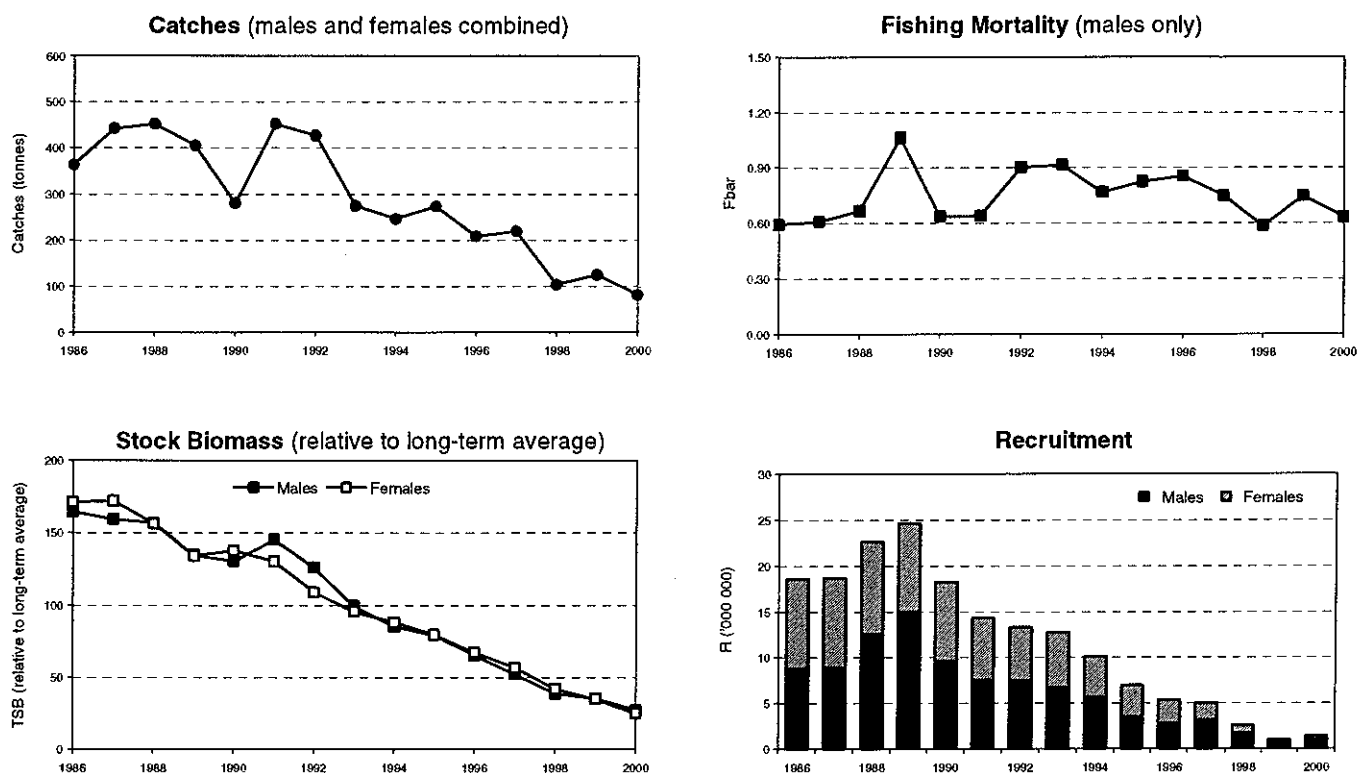 Catches (males and females combined)
Catches (tonnes)
600
500
400
300
200
100
0
1986 1988 1990 1992 1994 1996 1998 2000
Fishing Mortality (males only)
Fbar
1.50
1.20
0.90
0.60
0.30
0.00
1986 1988 1990 1992 1994 1996 1998 2000
Stock Biomass (relative to long-term average)
TSB (relative to long-term average)
Males Females
200
150
100
50
0
1986 1988 1990 1992 1994 1996 1998 2000
Recruitment
R ('000 000)
Males Females
30
25
20
15
10
5
0
1986 1988 1990 1992 1994 1996 1998 2000